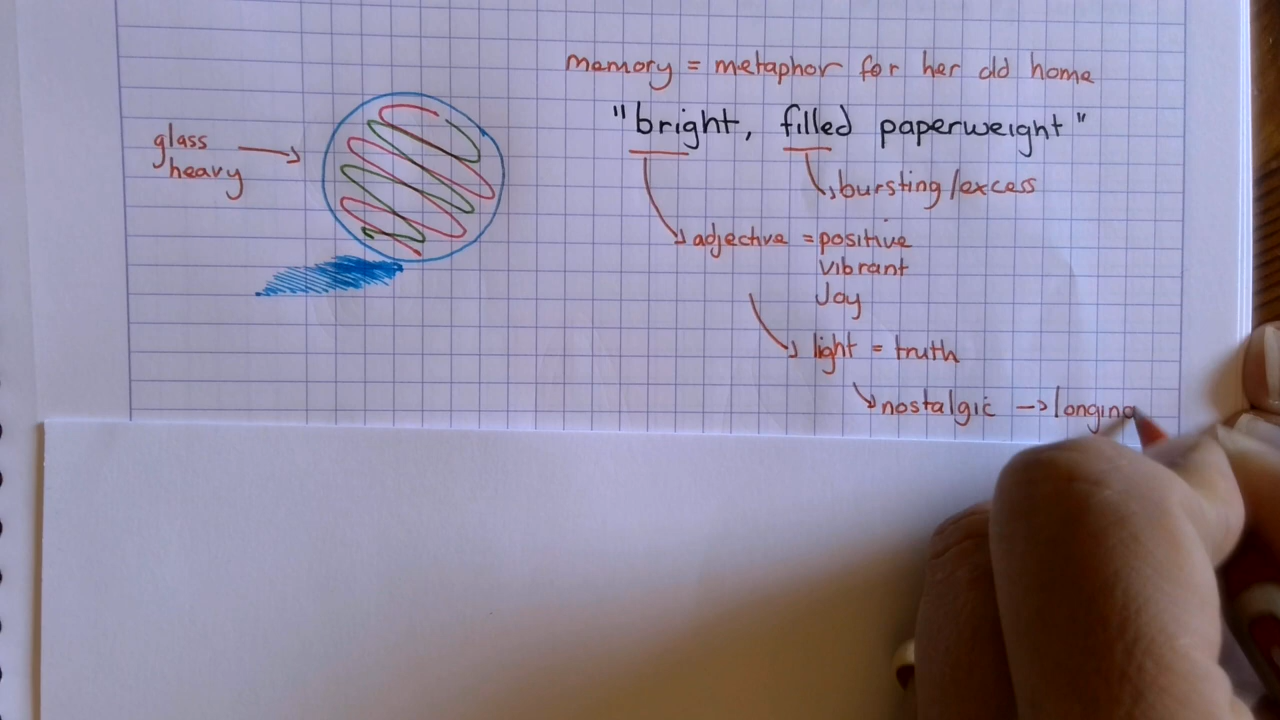 memory = metaphor for her old home
"bright, filled paperweight"
glass
heavy
bursting/excess
adjective = positive
vibrant
Joy
light = truth
nostalgic → longing